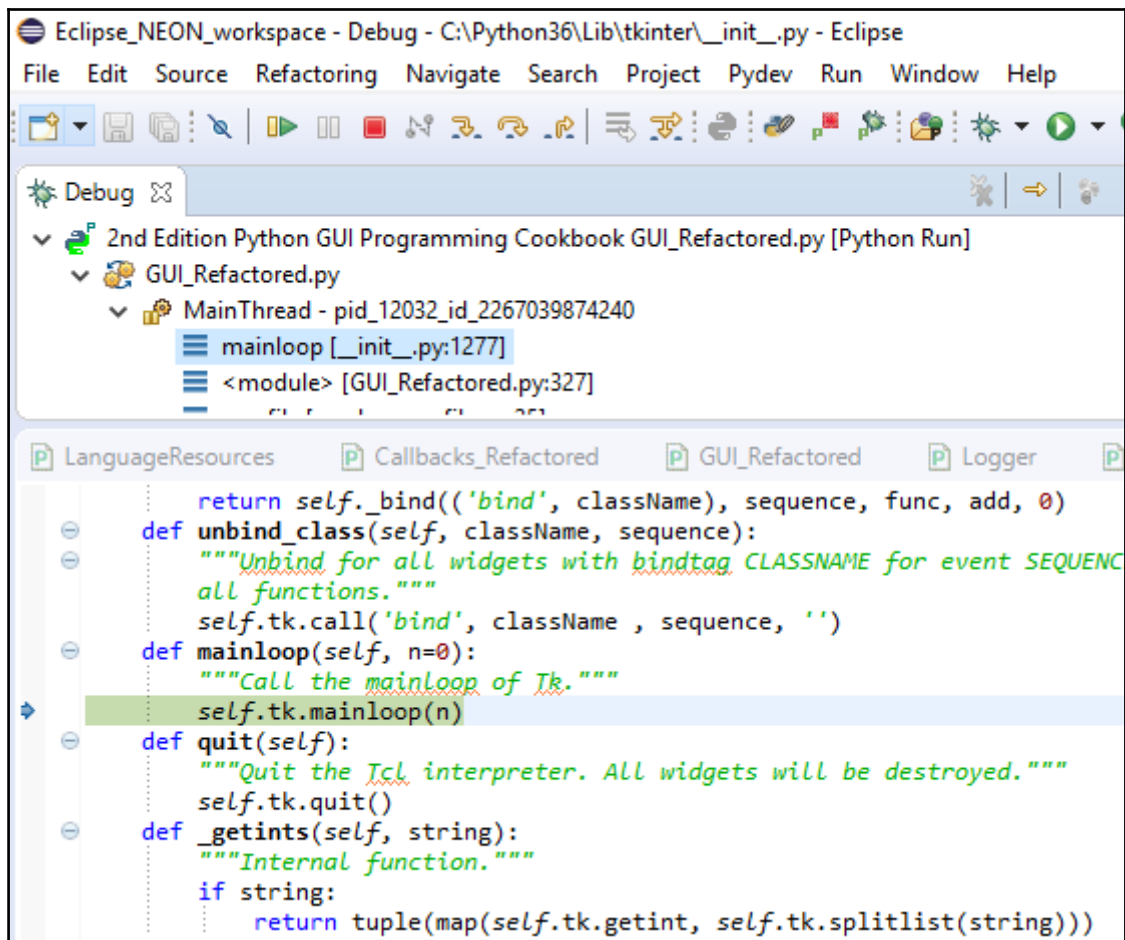 Eclipse_NEON_workspace - Debug - C:\Python36\Lib\tkinter\__init__.py - Eclipse
File Edit Source Refactoring Navigate Search Project Pydev Run Window Help
Debug
2nd Edition Python GUI Programming Cookbook GUI_Refactored.py [Python Run]
GUI_Refactored.py
MainThread - pid_12032_id_2267039874240
mainloop [__init__.py:1277]
<module> [GUI_Refactored.py:327]
LanguageResources Callbacks_Refactored GUI_Refactored Logger
return self._bind(('bind', className), sequence, func, add, 0)
def unbind_class(self, className, sequence):
"""Unbind for all widgets with bindtag CLASSNAME for event SEQUENC
all functions."""
self.tk.call('bind', className , sequence, '')
def mainloop(self, n=0):
"""Call the mainloop of Tk."""
self.tk.mainloop(n)
def quit(self):
"""Quit the Tcl interpreter. All widgets will be destroyed."""
self.tk.quit()
def _getints(self, string):
"""Internal function."""
if string:
return tuple(map(self.tk.getint, self.tk.splitlist(string)))